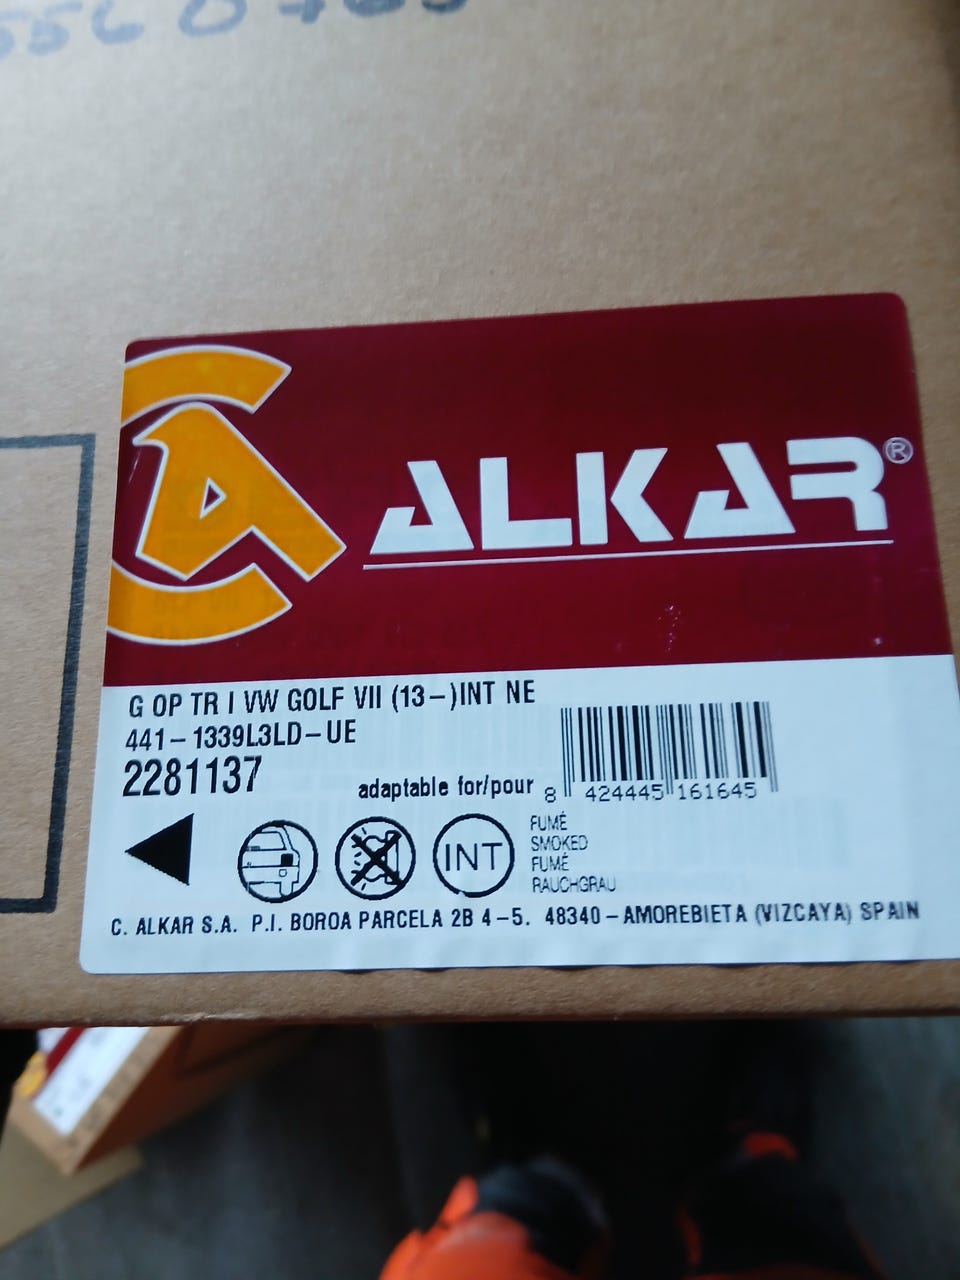 ALKAR®
G OP TR I VW GOLF VII (13-)INT NE
441-1339L3LD-UE
2281137
adaptable for/pour
8 424445 161645
INT
FUMÉ
SMOKED
FUMÉ
RAUCHGRAU
C. ALKAR S.A. P.I. BOROA PARCELA 2B 4-5. 48340-AMOREBIETA (VIZCAYA) SPAIN